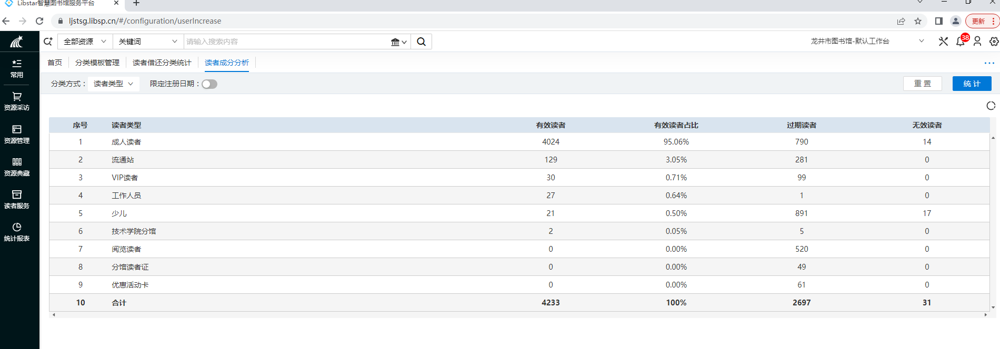 Libstar智慧图书馆服务平台
ljstsg.libsp.cn/#/configuration/userIncrease
更新
全部资源 关键词 请输入搜索内容 龙井市图书馆-默认工作台 38
首页 分类模板管理 读者借还分类统计 读者成分分析
常用
资源采访
资源管理
资源典藏
读者服务
统计报表
分类方式： 读者类型 限定注册日期： 重 置 统 计
序号 读者类型 有效读者 有效读者占比 过期读者 无效读者
1 成人读者 4024 95.06% 790 14
2 流通站 129 3.05% 281 0
3 VIP读者 30 0.71% 99 0
4 工作人员 27 0.64% 1 0
5 少儿 21 0.50% 891 17
6 技术学院分馆 2 0.05% 5 0
7 阅览读者 0 0.00% 520 0
8 分馆读者证 0 0.00% 49 0
9 优惠活动卡 0 0.00% 61 0
10 合计 4233 100% 2697 31